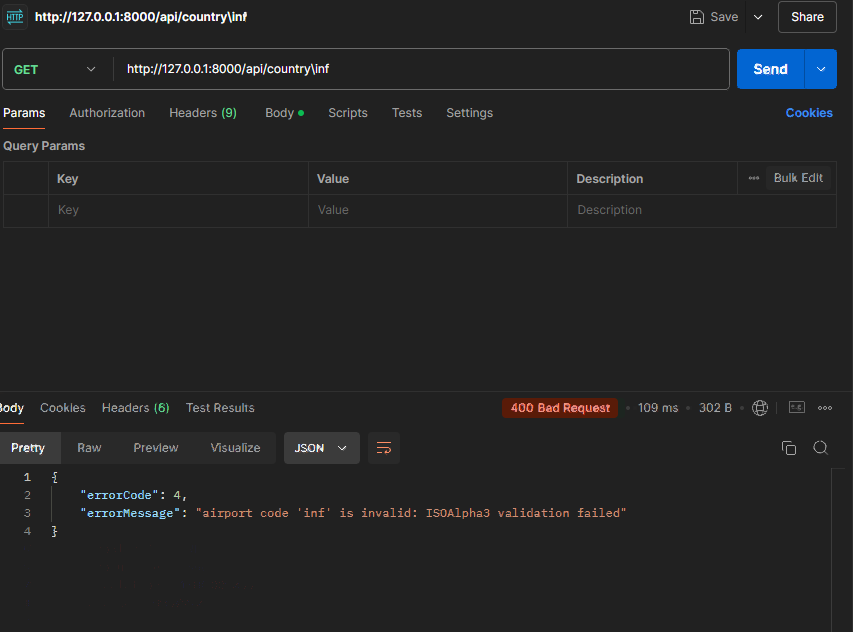 HTTP http://127.0.0.1:8000/api/country\inf Save Share
GET http://127.0.0.1:8000/api/country\inf Send
Params Authorization Headers (9) Body Scripts Tests Settings Cookies
Query Params
Key Value Description Bulk Edit
Key Value Description
Body Cookies Headers (6) Test Results 400 Bad Request 109 ms 302 B
Pretty Raw Preview Visualize JSON
1 {
2 "errorCode": 4,
3 "errorMessage": "airport code 'inf' is invalid: ISOAlpha3 validation failed"
4 }